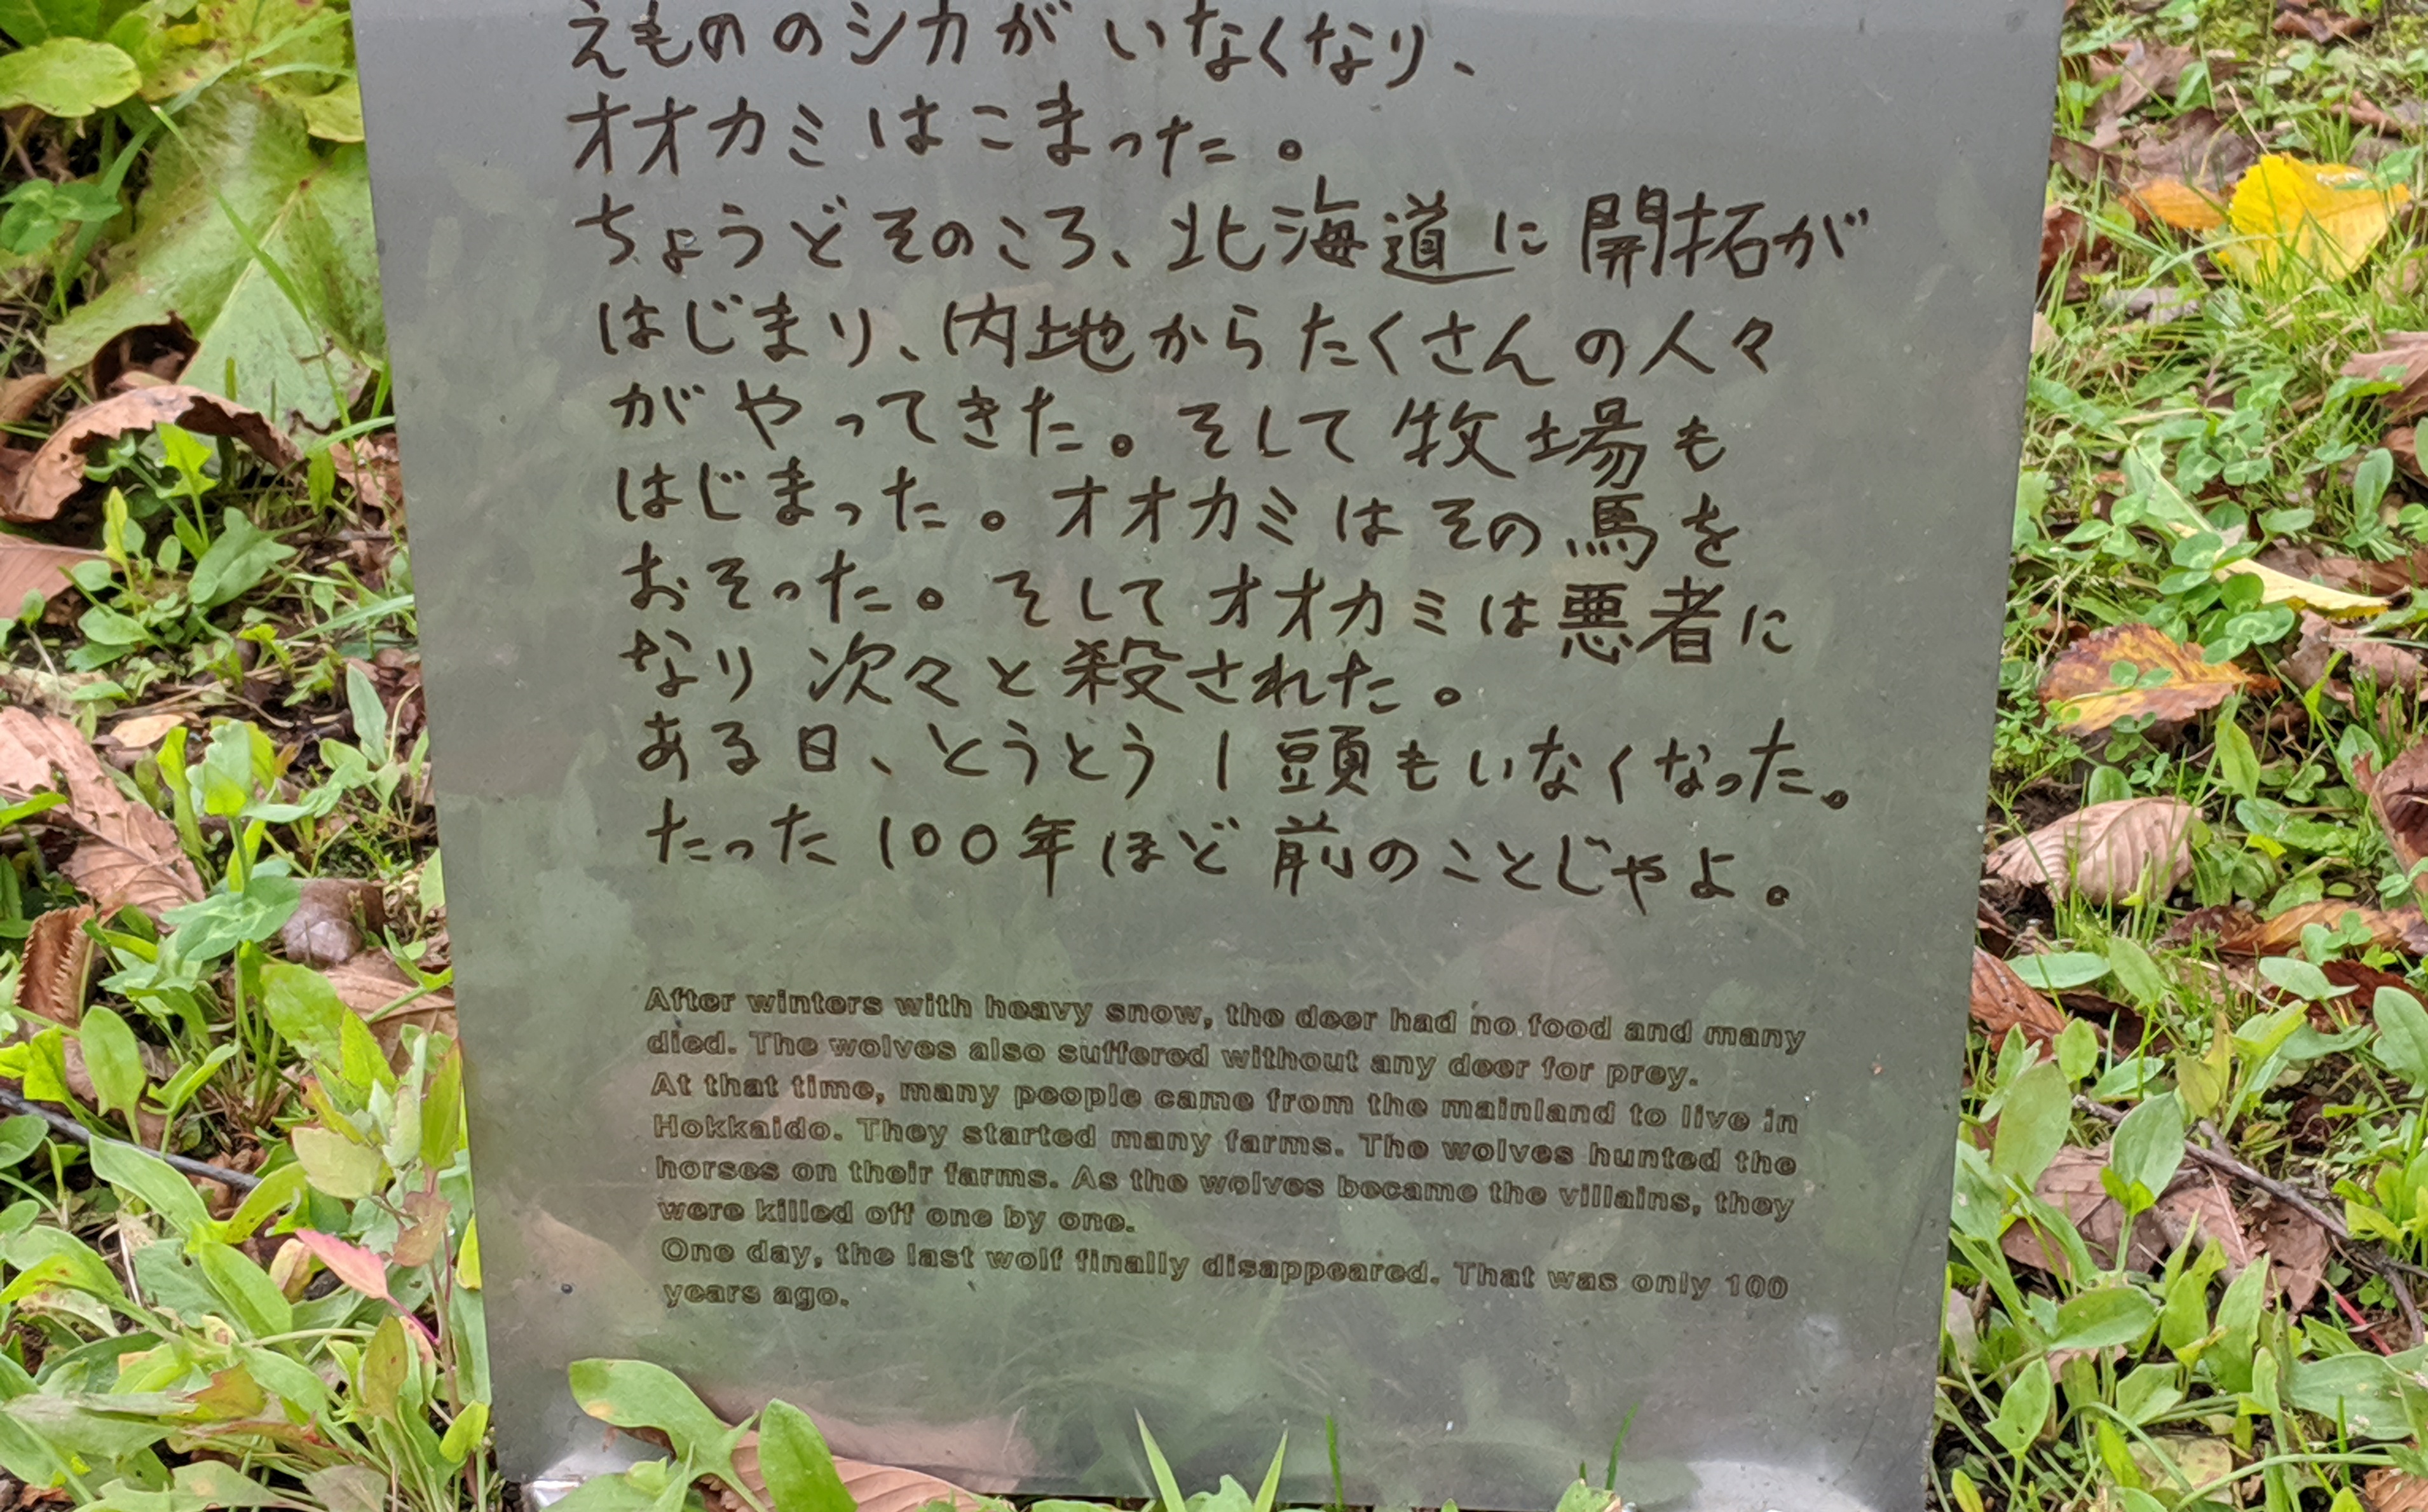 えもののシカがいなくなり、
オオカミはこまった。
ちょうどそのころ、北海道に開拓が
はじまり、内地からたくさんの人々
がやってきた。そして牧場も
はじまった。オオカミはその馬を
おそった。そしてオオカミは悪者に
なり次々と殺された。
ある日、とうとう1頭もいなくなった。
たった100年ほど前のことじゃよ。
After winters with heavy snow, the deer had no food and many
died. The wolves also suffered without any deer for prey.
At that time, many people came from the mainland to live in
Hokkaido. They started many farms. The wolves hunted the
horses on their farms. As the wolves became the villains, they
were killed off one by one.
One day, the last wolf finally disappeared. That was only 100
years ago.